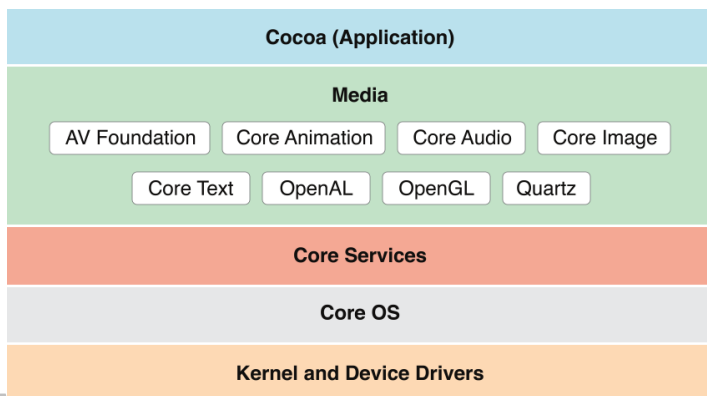 Cocoa (Application)
Media
AV Foundation Core Animation Core Audio Core Image
Core Text OpenAL OpenGL Quartz
Core Services
Core OS
Kernel and Device Drivers